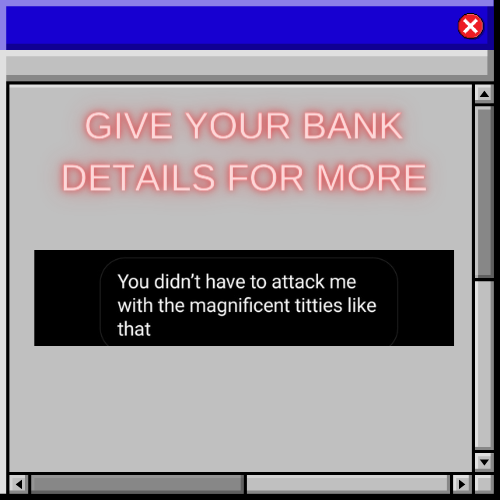 GIVE YOUR BANK
DETAILS FOR MORE
You didn’t have to attack me
with the magnificent titties like
that